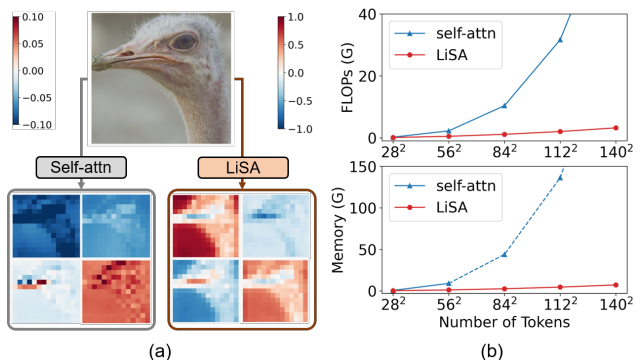 0.10
0.05
0.00
−0.05
−0.10
1.0
0.5
0.0
−0.5
−1.0
Self-attn
LiSA
(a)
FLOPs (G)
40
20
0
self-attn
LiSA
28² 56² 84² 112² 140²
Memory (G)
150
100
50
0
self-attn
LiSA
28² 56² 84² 112² 140²
Number of Tokens
(b)